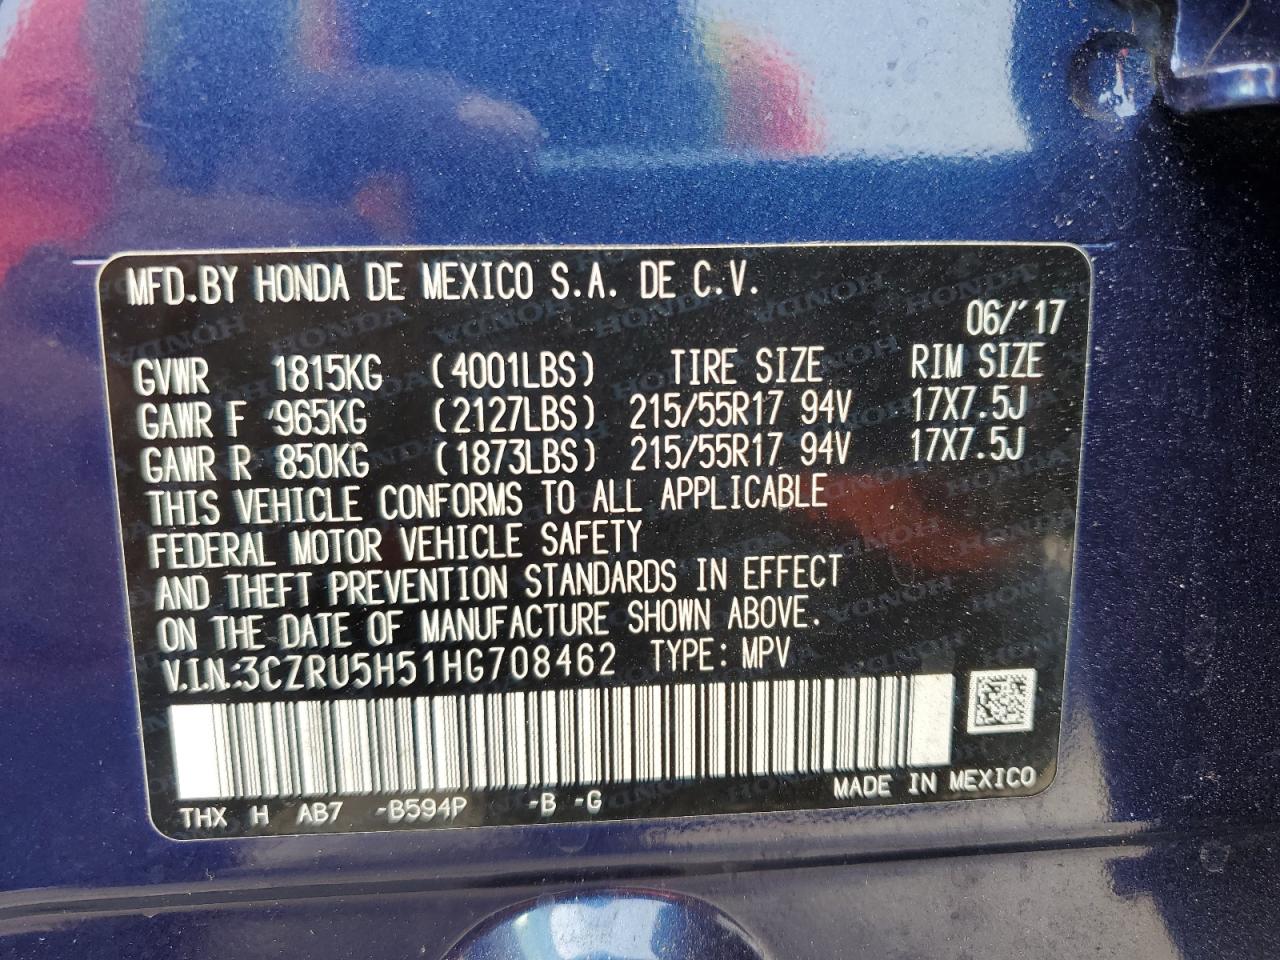 MFD.BY HONDA DE MEXICO S.A. DE C.V.
06/'17
GVWR 1815KG (4001LBS) TIRE SIZE RIM SIZE
GAWR F 965KG (2127LBS) 215/55R17 94V 17X7.5J
GAWR R 850KG (1873LBS) 215/55R17 94V 17X7.5J
THIS VEHICLE CONFORMS TO ALL APPLICABLE
FEDERAL MOTOR VEHICLE SAFETY
AND THEFT PREVENTION STANDARDS IN EFFECT
ON THE DATE OF MANUFACTURE SHOWN ABOVE.
V.I.N:3CZRU5H51HG708462 TYPE: MPV
MADE IN MEXICO
THX H AB7 -B594P -B -G